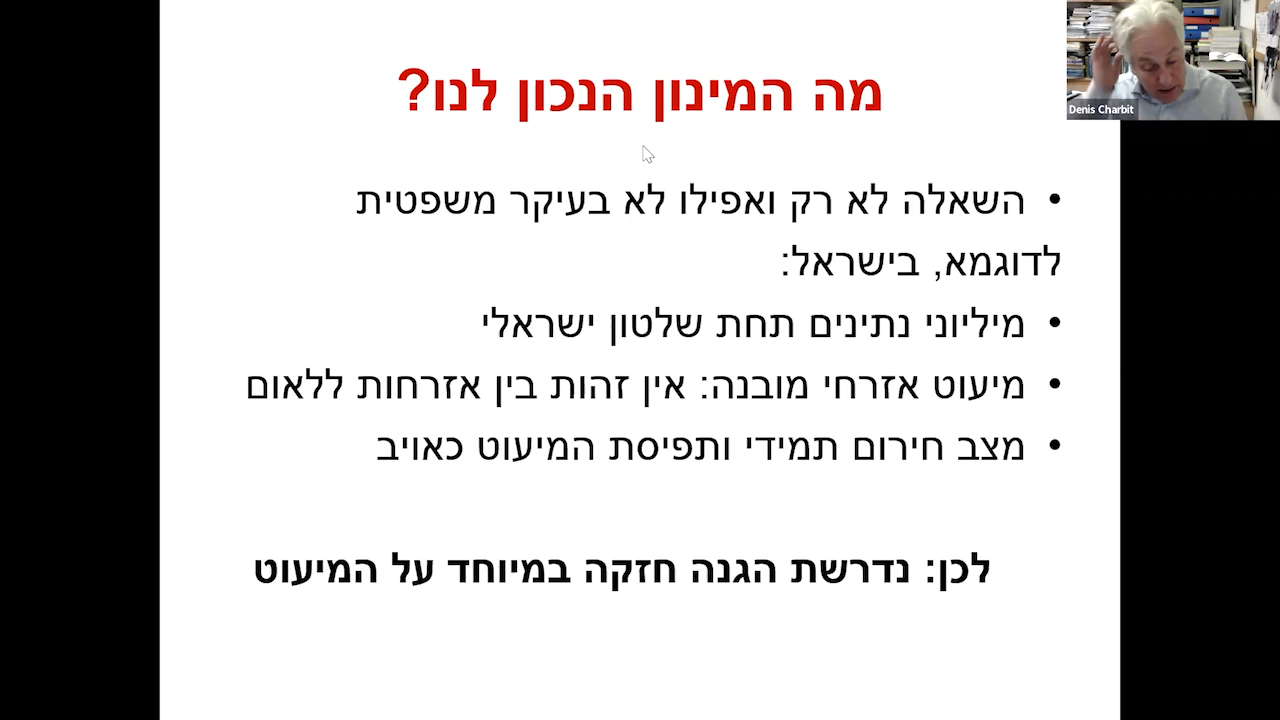 מה המינון הנכון לנו?
Denis Charbit
• השאלה לא רק ואפילו לא בעיקר משפטית
לדוגמא, בישראל:
• מיליוני נתינים תחת שלטון ישראלי
• מיעוט אזרחי מובנה: אין זהות בין אזרחות ללאום
• מצב חירום תמידי ותפיסת המיעוט כאויב
לכן: נדרשת הגנה חזקה במיוחד על המיעוט